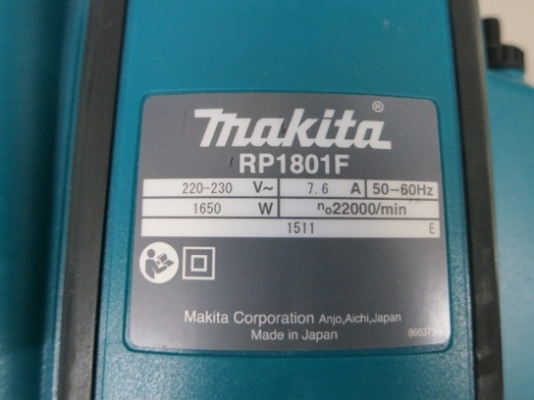 makita®
RP1801F
220-230 V~ 7.6 A 50-60Hz
1650 W no22000/min
1511 E
Makita Corporation Anjo,Aichi,Japan
Made in Japan